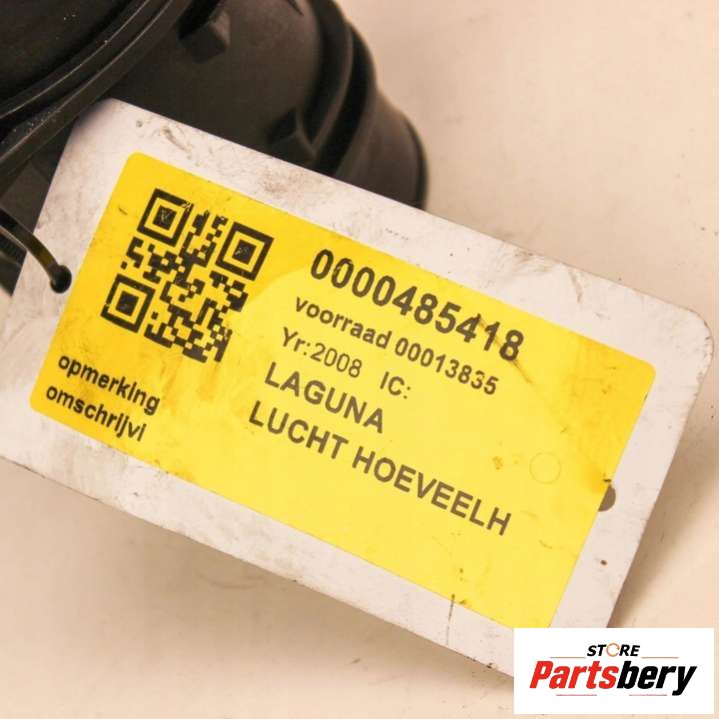 0000485418
voorraad 00013835
Yr:2008 IC:
LAGUNA
LUCHT HOEVEELH
opmerking
omschrijvi
STORE
Partsbery